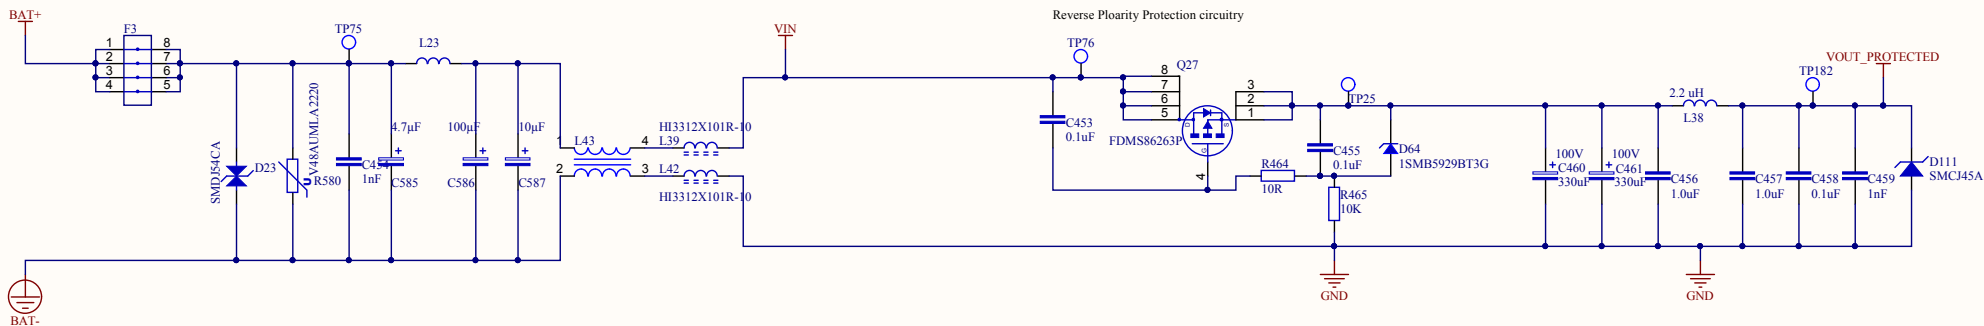 Reverse Ploarity Protection circuitry
BAT+
F3
1
2
3
4
8
7
6
5
TP75
L23
SMDJ54CA
D23
V48AUMLA2220
R580
C454
1nF
4.7µF
C585
100µF
C586
10µF
C587
L43
1
2
4
3
L39
HI3312X101R-10
L42
HI3312X101R-10
BAT-
VIN
TP76
C453
0.1uF
Q27
8
7
6
5
3
2
1
4
D
S
G
FDMS86263P
R464
10R
TP25
C455
0.1uF
D64
1SMB5929BT3G
R465
10K
GND
100V
C460
330uF
100V
C461
330uF
C456
1.0uF
2.2 uH
L38
GND
C457
1.0uF
TP182
C458
0.1uF
C459
1nF
VOUT_PROTECTED
D111
SMCJ45A